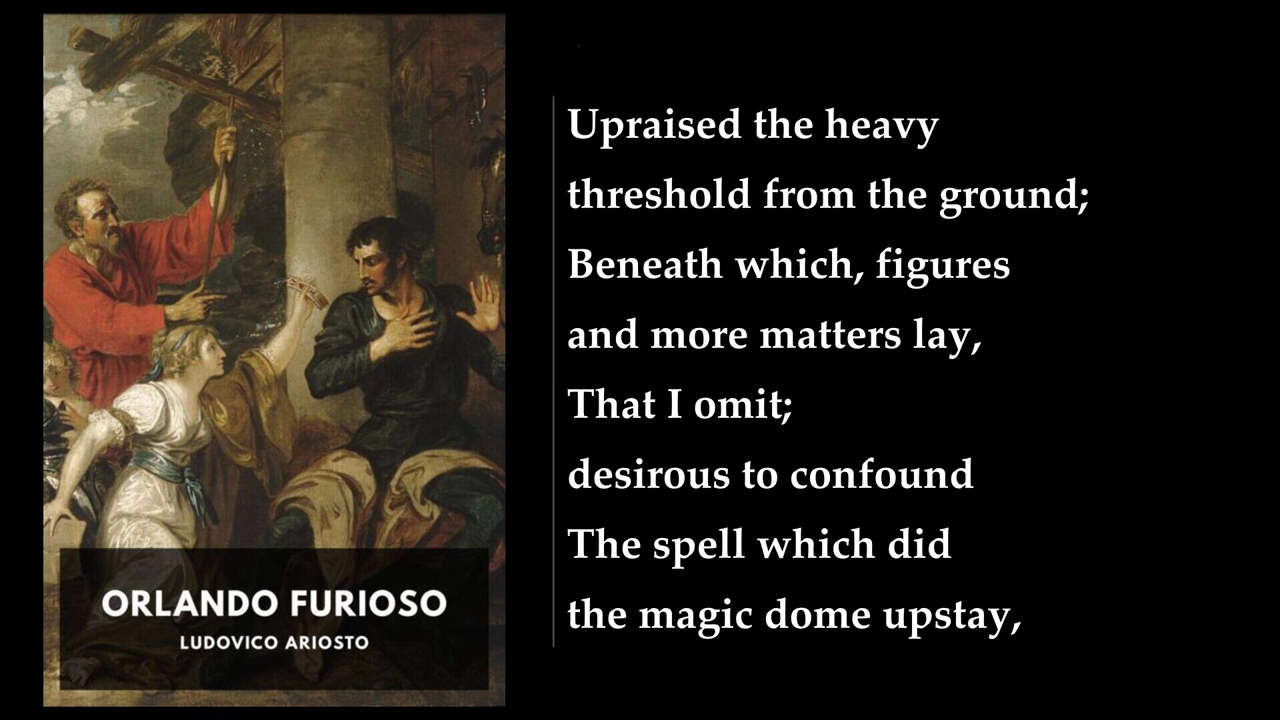 Upraised the heavy
threshold from the ground;
Beneath which, figures
and more matters lay,
That I omit;
desirous to confound
The spell which did
the magic dome upstay,
ORLANDO FURIOSO
LUDOVICO ARIOSTO